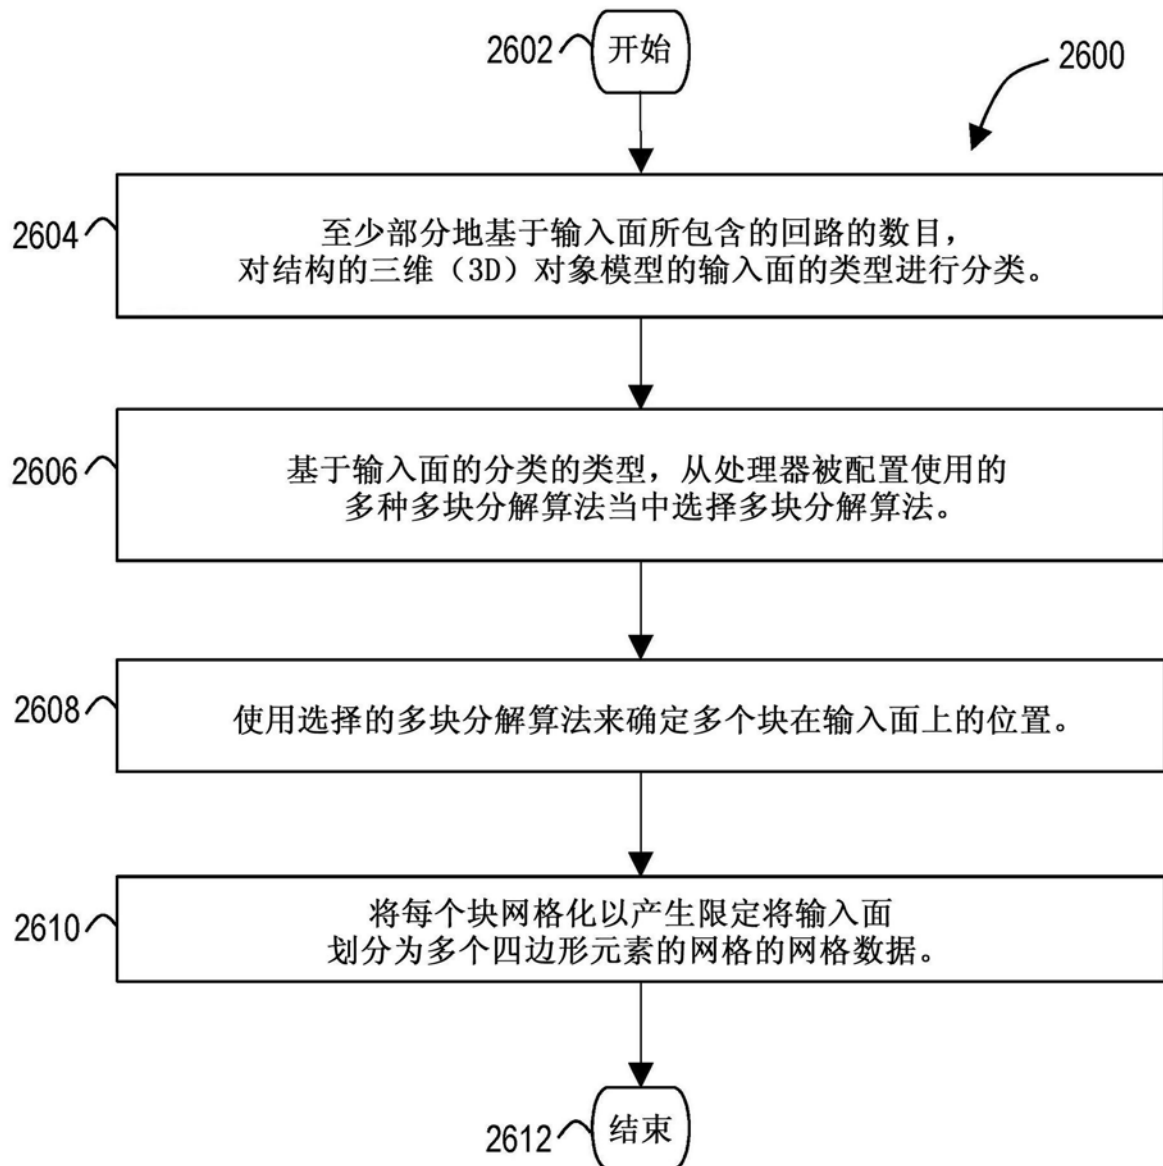 2602
开始
2600
2604
至少部分地基于输入面所包含的回路的数目，
对结构的三维（3D）对象模型的输入面的类型进行分类。
2606
基于输入面的分类的类型，从处理器被配置使用的
多种多块分解算法当中选择多块分解算法。
2608
使用选择的多块分解算法来确定多个块在输入面上的位置。
2610
将每个块网格化以产生限定将输入面
划分为多个四边形元素的网格的网格数据。
2612
结束